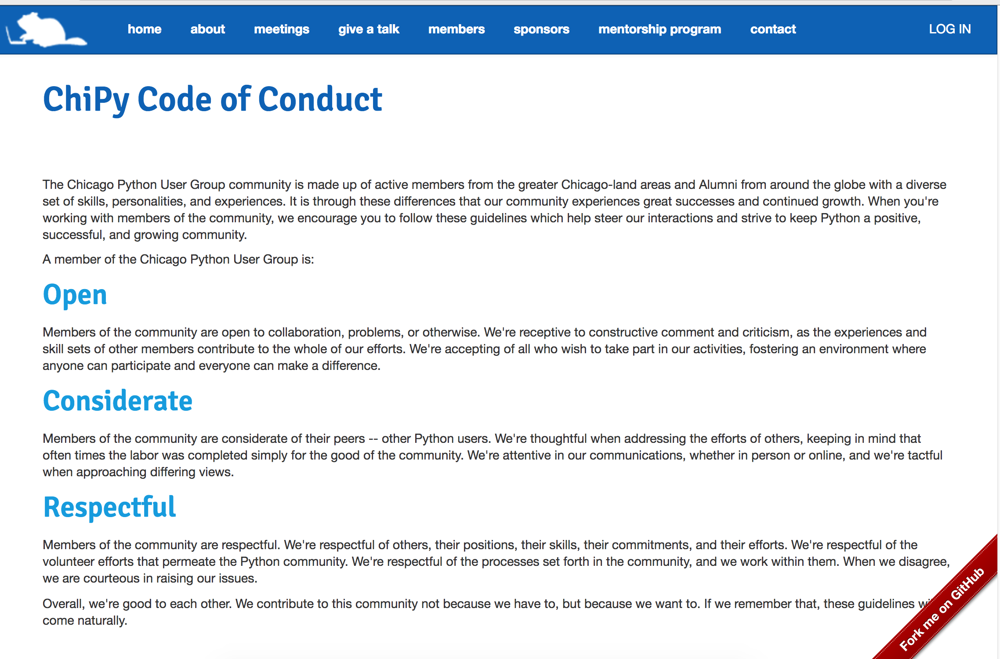 home about meetings give a talk members sponsors mentorship program contact LOG IN
ChiPy Code of Conduct
The Chicago Python User Group community is made up of active members from the greater Chicago-land areas and Alumni from around the globe with a diverse
set of skills, personalities, and experiences. It is through these differences that our community experiences great successes and continued growth. When you're
working with members of the community, we encourage you to follow these guidelines which help steer our interactions and strive to keep Python a positive,
successful, and growing community.
A member of the Chicago Python User Group is:
Open
Members of the community are open to collaboration, problems, or otherwise. We're receptive to constructive comment and criticism, as the experiences and
skill sets of other members contribute to the whole of our efforts. We're accepting of all who wish to take part in our activities, fostering an environment where
anyone can participate and everyone can make a difference.
Considerate
Members of the community are considerate of their peers -- other Python users. We're thoughtful when addressing the efforts of others, keeping in mind that
often times the labor was completed simply for the good of the community. We're attentive in our communications, whether in person or online, and we're tactful
when approaching differing views.
Respectful
Members of the community are respectful. We're respectful of others, their positions, their skills, their commitments, and their efforts. We're respectful of the
volunteer efforts that permeate the Python community. We're respectful of the processes set forth in the community, and we work within them. When we disagree,
we are courteous in raising our issues.
Overall, we're good to each other. We contribute to this community not because we have to, but because we want to. If we remember that, these guidelines
come naturally.
Fork me on GitHub